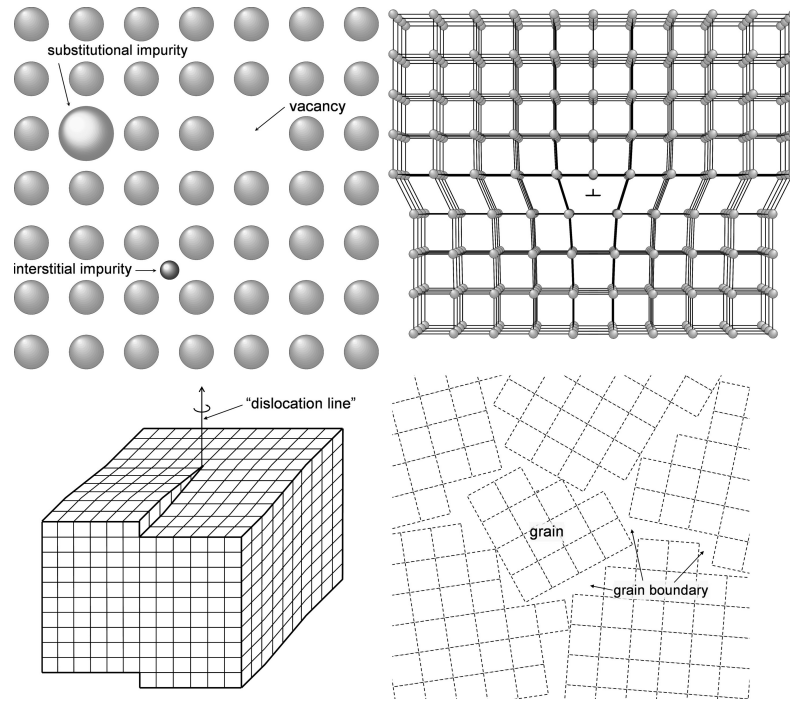 substitutional impurity
vacancy
interstitial impurity
“dislocation line”
grain
grain boundary